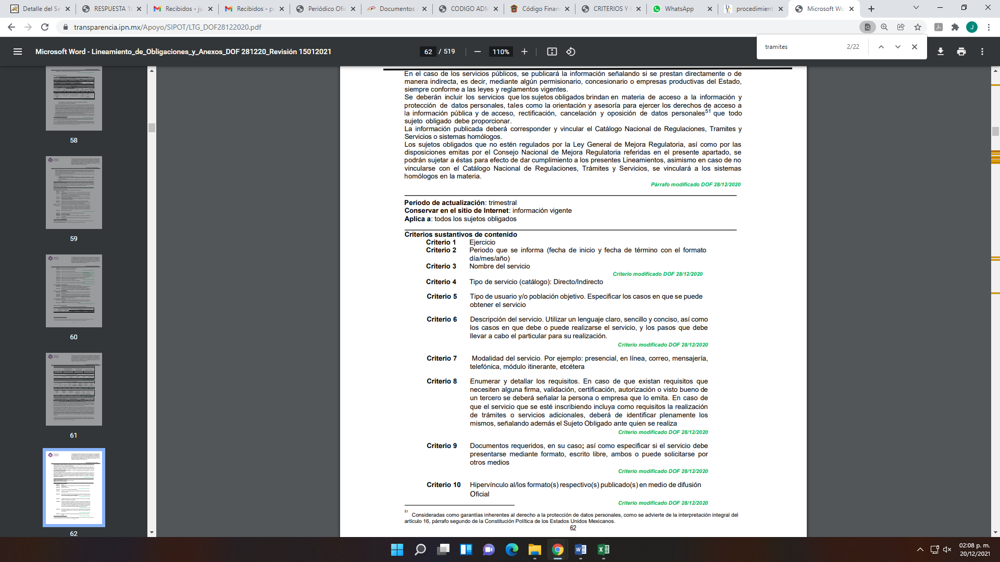 Detalle del Se
RESPUESTA 18
Recibidos - ju
Recibidos - pe
Periódico Ofic
Documentos
CODIGO ADM
Código Finan
CRITERIOS Y
WhatsApp
procedimient
Microsoft Wo
transparencia.ipn.mx/Apoyo/SIPOT/LTG_DOF28122020.pdf
J
tramites 2/22
Microsoft Word - Lineamiento_de_Obligaciones_y_Anexos_DOF 281220_Revisión 15012021
62 / 519
110%
58
59
60
61
62
En el caso de los servicios públicos, se publicará la información señalando si se prestan directamente o de
manera indirecta, es decir, mediante algún permisionario, concesionario o empresas productivas del Estado,
siempre conforme a las leyes y reglamentos vigentes.
Se deberán incluir los servicios que los sujetos obligados brindan en materia de acceso a la información y
protección de datos personales, tales como la orientación y asesoría para ejercer los derechos de acceso a
la información pública y de acceso, rectificación, cancelación y oposición de datos personales51 que todo
sujeto obligado debe proporcionar.
La información publicada deberá corresponder y vincular el Catálogo Nacional de Regulaciones, Tramites y
Servicios o sistemas homólogos.
Los sujetos obligados que no estén regulados por la Ley General de Mejora Regulatoria, así como por las
disposiciones emitas por el Consejo Nacional de Mejora Regulatoria referidas en el presente apartado, se
podrán sujetar a éstas para efecto de dar cumplimiento a los presentes Lineamientos, asimismo en caso de no
vincularse con el Catálogo Nacional de Regulaciones, Trámites y Servicios, se vinculará a los sistemas
homólogos en la materia.
Párrafo modificado DOF 28/12/2020
Periodo de actualización: trimestral
Conservar en el sitio de Internet: información vigente
Aplica a: todos los sujetos obligados
Criterios sustantivos de contenido
Criterio 1 Ejercicio
Criterio 2 Periodo que se informa (fecha de inicio y fecha de término con el formato
día/mes/año)
Criterio 3 Nombre del servicio
Criterio modificado DOF 28/12/2020
Criterio 4 Tipo de servicio (catálogo): Directo/Indirecto
Criterio 5 Tipo de usuario y/o población objetivo. Especificar los casos en que se puede
obtener el servicio
Criterio 6 Descripción del servicio. Utilizar un lenguaje claro, sencillo y conciso, así como
los casos en que debe o puede realizarse el servicio, y los pasos que debe
llevar a cabo el particular para su realización.
Criterio modificado DOF 28/12/2020
Criterio 7 Modalidad del servicio. Por ejemplo: presencial, en línea, correo, mensajería,
telefónica, módulo itinerante, etcétera
Criterio 8 Enumerar y detallar los requisitos. En caso de que existan requisitos que
necesiten alguna firma, validación, certificación, autorización o visto bueno de
un tercero se deberá señalar la persona o empresa que lo emita. En caso de
que el servicio que se esté inscribiendo incluya como requisitos la realización
de trámites o servicios adicionales, deberá de identificar plenamente los
mismos, señalando además el Sujeto Obligado ante quien se realiza
Criterio modificado DOF 28/12/2020
Criterio 9 Documentos requeridos, en su caso; así como especificar si el servicio debe
presentarse mediante formato, escrito libre, ambos o puede solicitarse por
otros medios
Criterio modificado DOF 28/12/2020
Criterio 10 Hipervínculo al/los formato(s) respectivo(s) publicado(s) en medio de difusión
Oficial
Criterio modificado DOF 28/12/2020
51 Consideradas como garantías inherentes al derecho a la protección de datos personales, como se advierte de la interpretación integral del
artículo 16, párrafo segundo de la Constitución Política de los Estados Unidos Mexicanos.
62
02:08 p. m.
20/12/2021